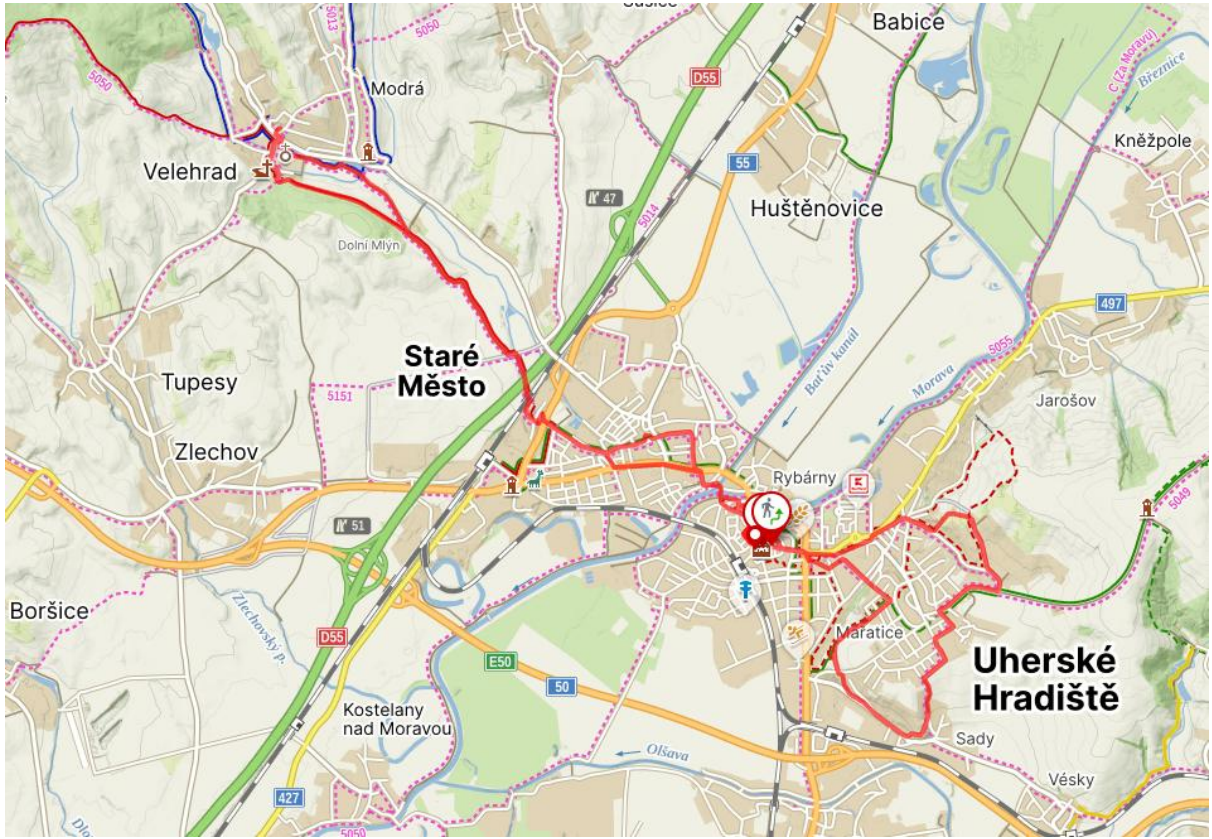 Sušice
Babice
5050
5013
5050
C (Za Moravu)
Březnice
Modrá
D55
Kněžpole
Velehrad
55
47
5014
Huštěnovice
Dolní Mlýn
497
Staré
Město
Baťův kanál
5055
Morava
Tupesy
5151
Jarošov
Zlechov
Rybárny
5049
51
Boršice
Zlechovský p.
Maratice
D55
E50
Uherské
Hradiště
50
Kostelany
nad Moravou
Olšava
Sady
Vésky
427
5050